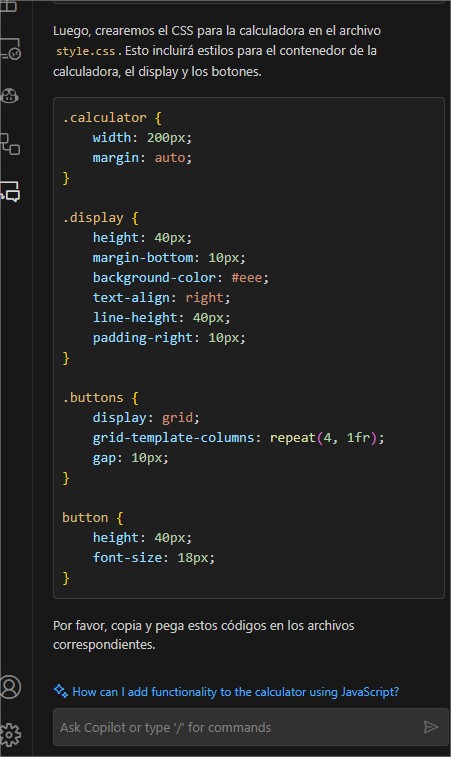 Luego, crearemos el CSS para la calculadora en el archivo
style.css. Esto incluirá estilos para el contenedor de la
calculadora, el display y los botones.
.calculator {
    width: 200px;
    margin: auto;
}
.display {
    height: 40px;
    margin-bottom: 10px;
    background-color: #eee;
    text-align: right;
    line-height: 40px;
    padding-right: 10px;
}
.buttons {
    display: grid;
    grid-template-columns: repeat(4, 1fr);
    gap: 10px;
}
button {
    height: 40px;
    font-size: 18px;
}
Por favor, copia y pega estos códigos en los archivos
correspondientes.
How can I add functionality to the calculator using JavaScript?
Ask Copilot or type '/' for commands